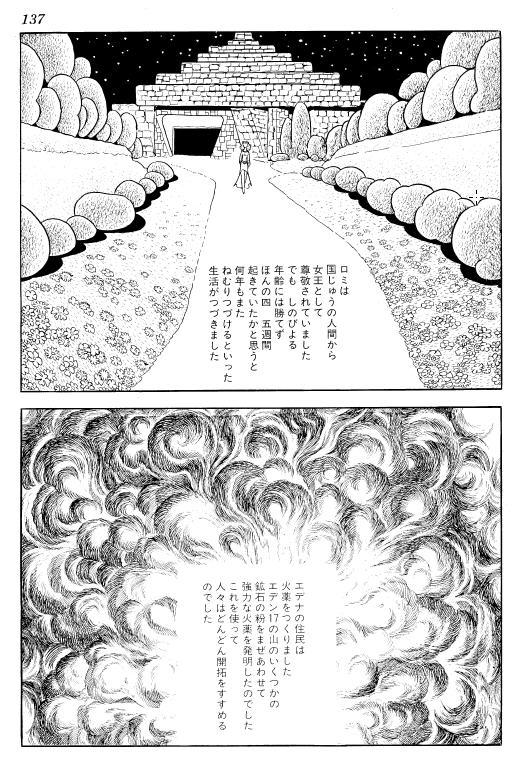 137
ロミは
国じゅうの人間から
女王として
尊敬されていました
でも しのびよる
年齢には勝てず
ほんの四 五週間
起きていたかと思うと
何年もまた
ねむりつづけるといった
生活がつづきました
エデナの住民は
火薬をつくりました
エデン17の山のいくつかの
鉱石の粉をまぜあわせて
強力な火薬を発明したのでした
これを使って
人々はどんどん開拓をすすめる
のでした